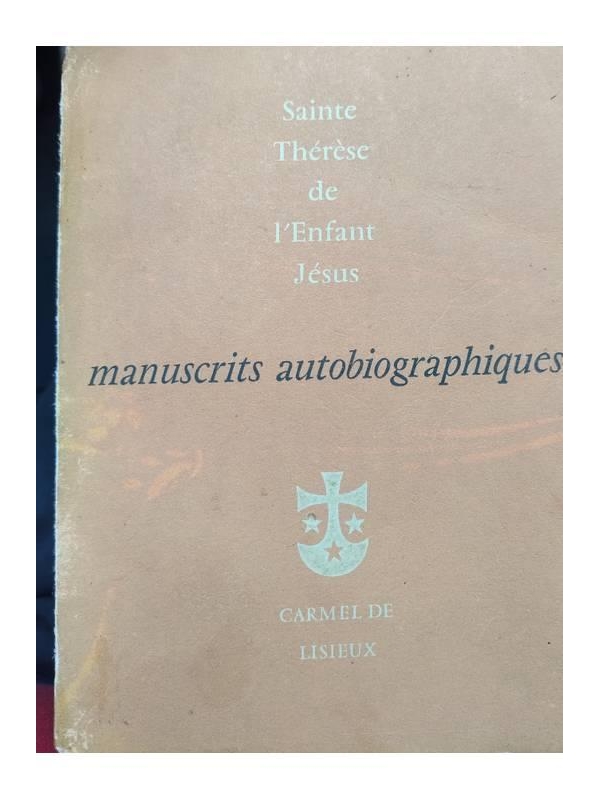 Sainte
Thérèse
de
l'Enfant
Jésus
manuscrits autobiographiques
CARMEL DE
LISIEUX